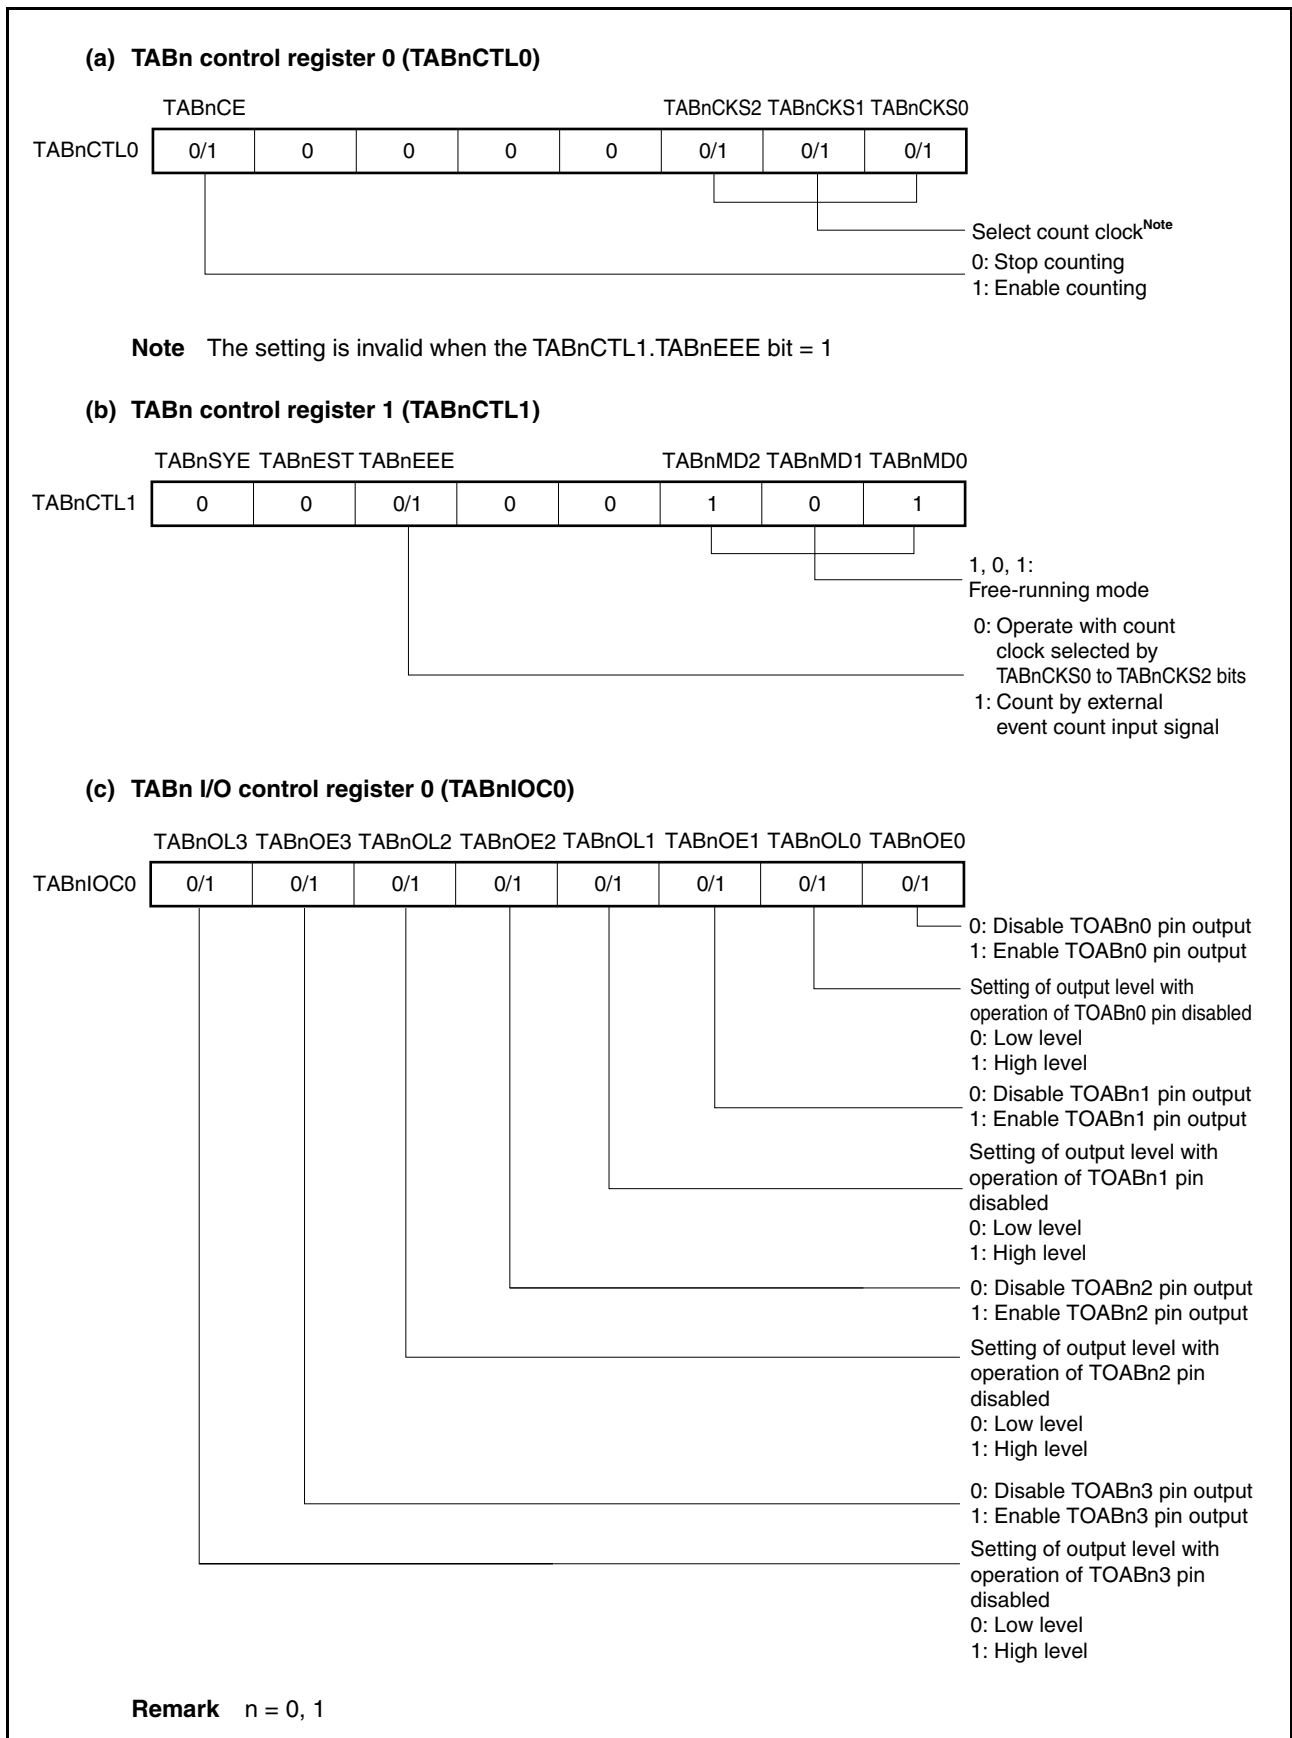 (a) TABn control register 0 (TABnCTL0)
TABnCE TABnCKS2 TABnCKS1 TABnCKS0
TABnCTL0 0/1 0 0 0 0 0/1 0/1 0/1
Select count clockNote
0: Stop counting
1: Enable counting
Note The setting is invalid when the TABnCTL1.TABnEEE bit = 1
(b) TABn control register 1 (TABnCTL1)
TABnSYE TABnEST TABnEEE TABnMD2 TABnMD1 TABnMD0
TABnCTL1 0 0 0/1 0 0 1 0 1
1, 0, 1:
Free-running mode
0: Operate with count
clock selected by
TABnCKS0 to TABnCKS2 bits
1: Count by external
event count input signal
(c) TABn I/O control register 0 (TABnIOC0)
TABnOL3 TABnOE3 TABnOL2 TABnOE2 TABnOL1 TABnOE1 TABnOL0 TABnOE0
TABnIOC0 0/1 0/1 0/1 0/1 0/1 0/1 0/1 0/1
0: Disable TOABn0 pin output
1: Enable TOABn0 pin output
Setting of output level with
operation of TOABn0 pin disabled
0: Low level
1: High level
0: Disable TOABn1 pin output
1: Enable TOABn1 pin output
Setting of output level with
operation of TOABn1 pin
disabled
0: Low level
1: High level
0: Disable TOABn2 pin output
1: Enable TOABn2 pin output
Setting of output level with
operation of TOABn2 pin
disabled
0: Low level
1: High level
0: Disable TOABn3 pin output
1: Enable TOABn3 pin output
Setting of output level with
operation of TOABn3 pin
disabled
0: Low level
1: High level
Remark n = 0, 1